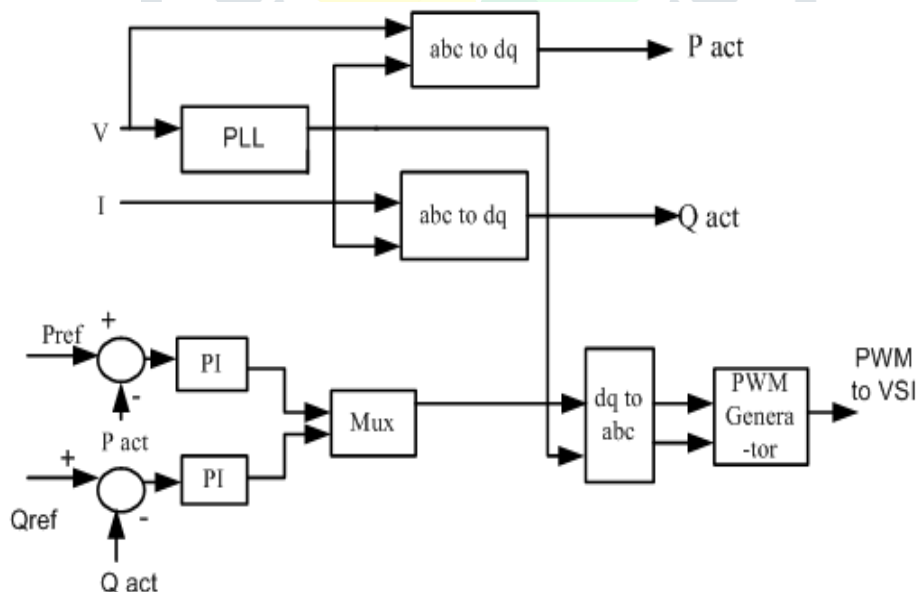 abc to dq
P act
V
PLL
I
abc to dq
Q act
+
Pref
PI
-
P act
Mux
dq to
abc
PWM
Genera
-tor
PWM
to VSI
+
PI
Qref
-
Q act